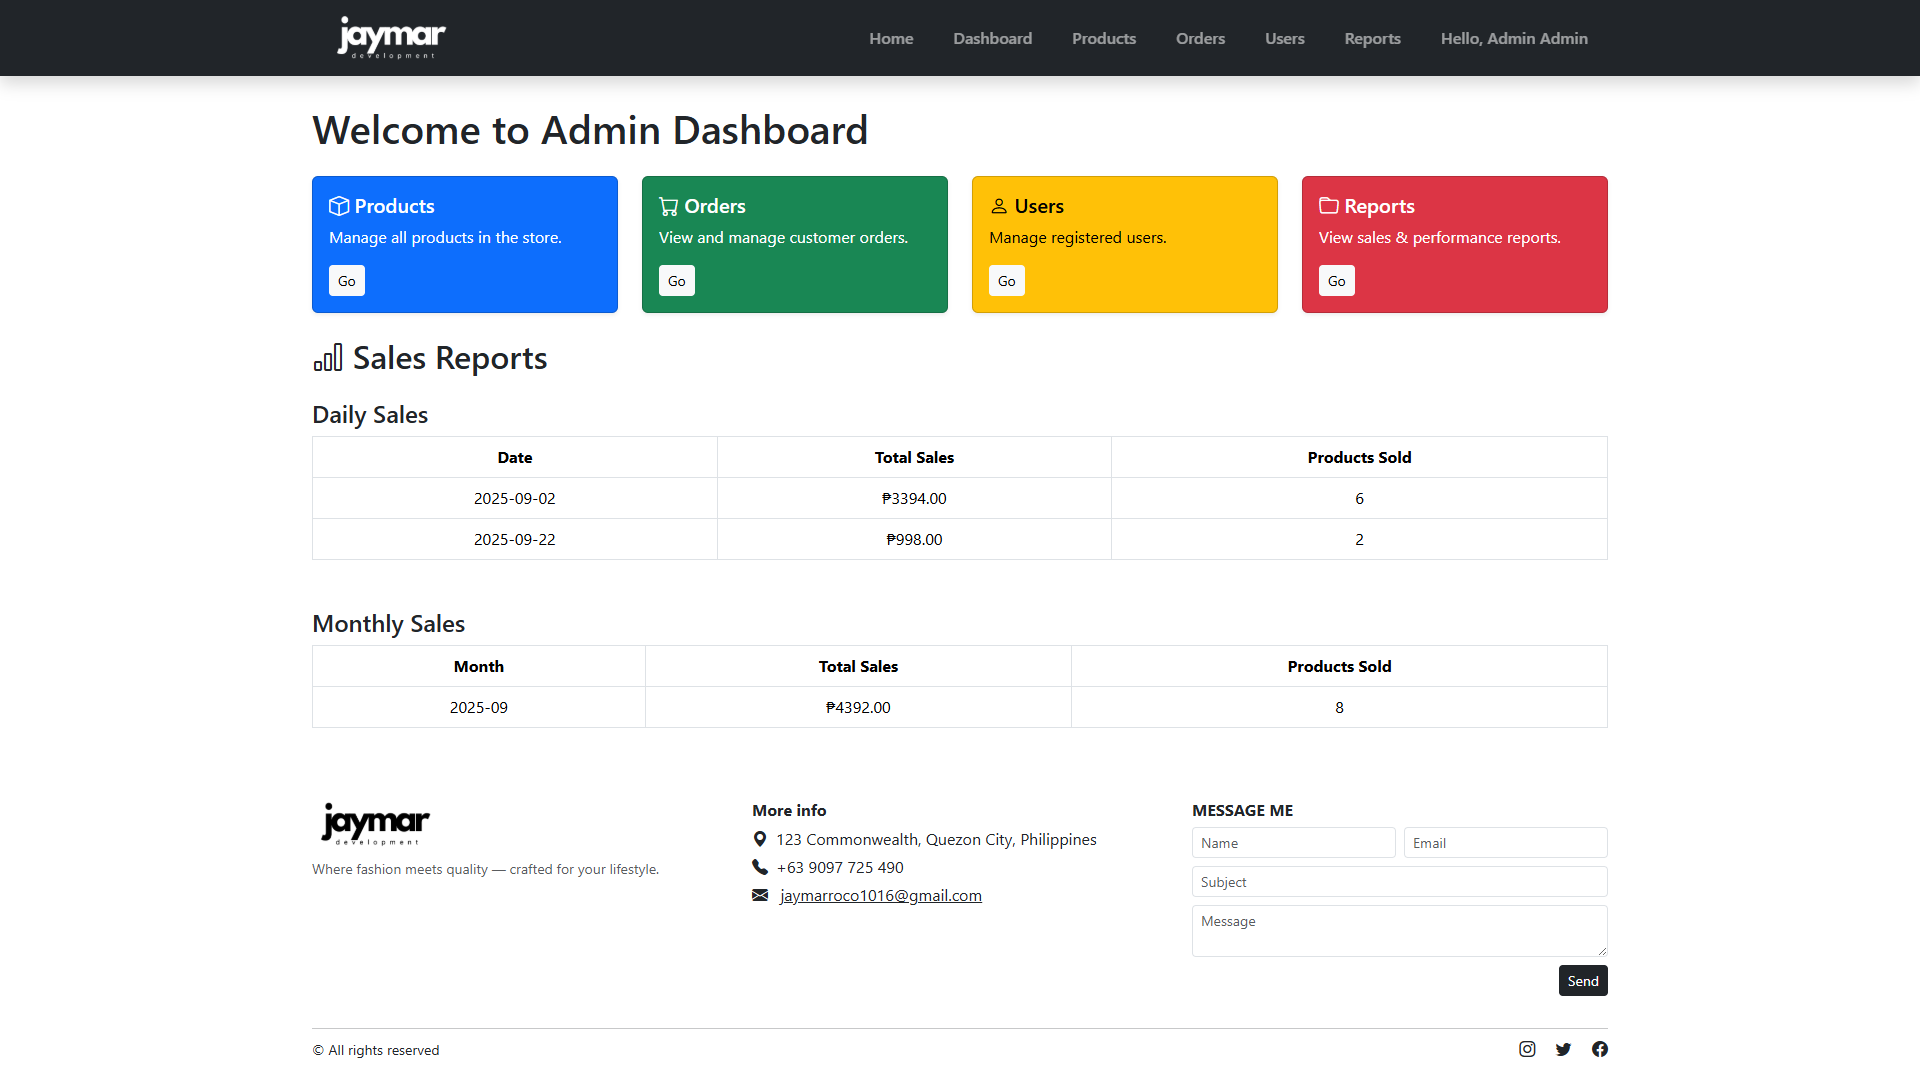 jaymar
development
Home Dashboard Products Orders Users Reports Hello, Admin Admin
Welcome to Admin Dashboard
Products
Manage all products in the store.
Go
Orders
View and manage customer orders.
Go
Users
Manage registered users.
Go
Reports
View sales & performance reports.
Go
Sales Reports
Daily Sales
Date Total Sales Products Sold
2025-09-02 ₱3394.00 6
2025-09-22 ₱998.00 2
Monthly Sales
Month Total Sales Products Sold
2025-09 ₱4392.00 8
jaymar
development
Where fashion meets quality — crafted for your lifestyle.
More info
123 Commonwealth, Quezon City, Philippines
+63 9097 725 490
jaymarroco1016@gmail.com
MESSAGE ME
Name Email
Subject
Message
Send
© All rights reserved